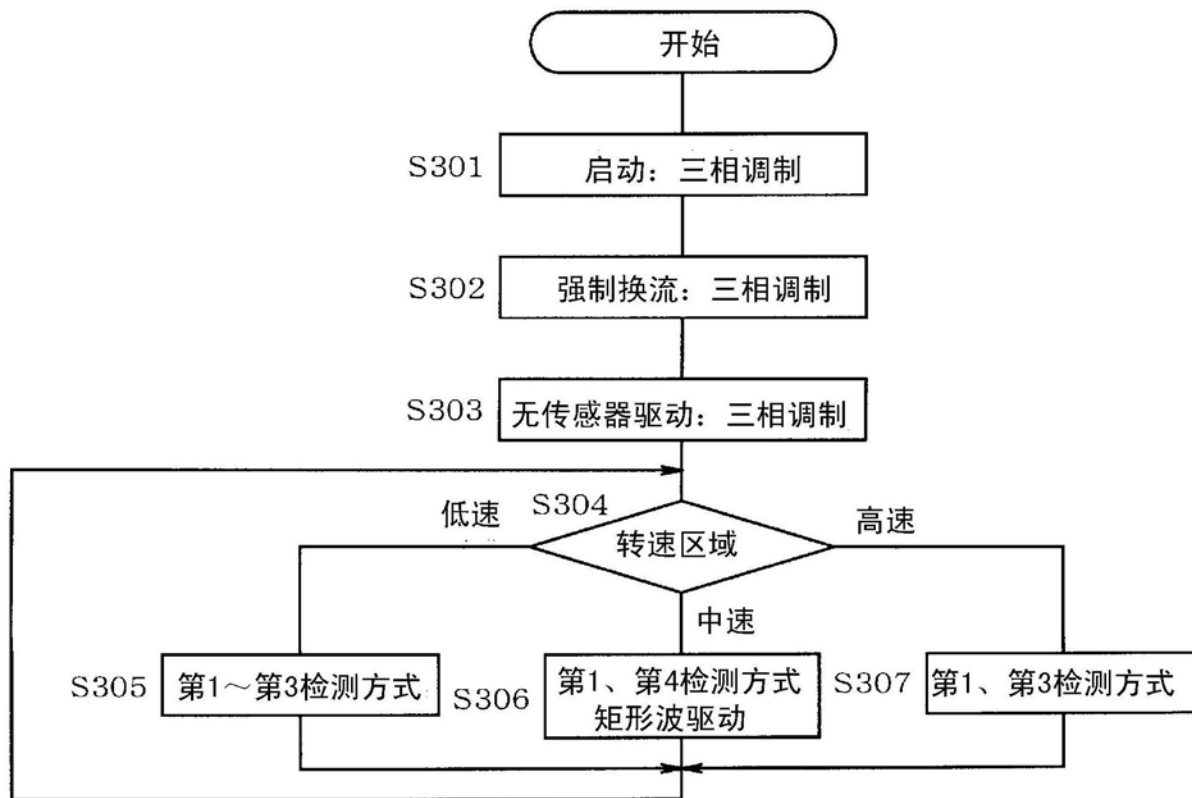 开始
S301
启动：三相调制
S302
强制换流：三相调制
S303
无传感器驱动：三相调制
S304
低速
转速区域
高速
中速
S305
第1～第3检测方式
S306
第1、第4检测方式
矩形波驱动
S307
第1、第3检测方式